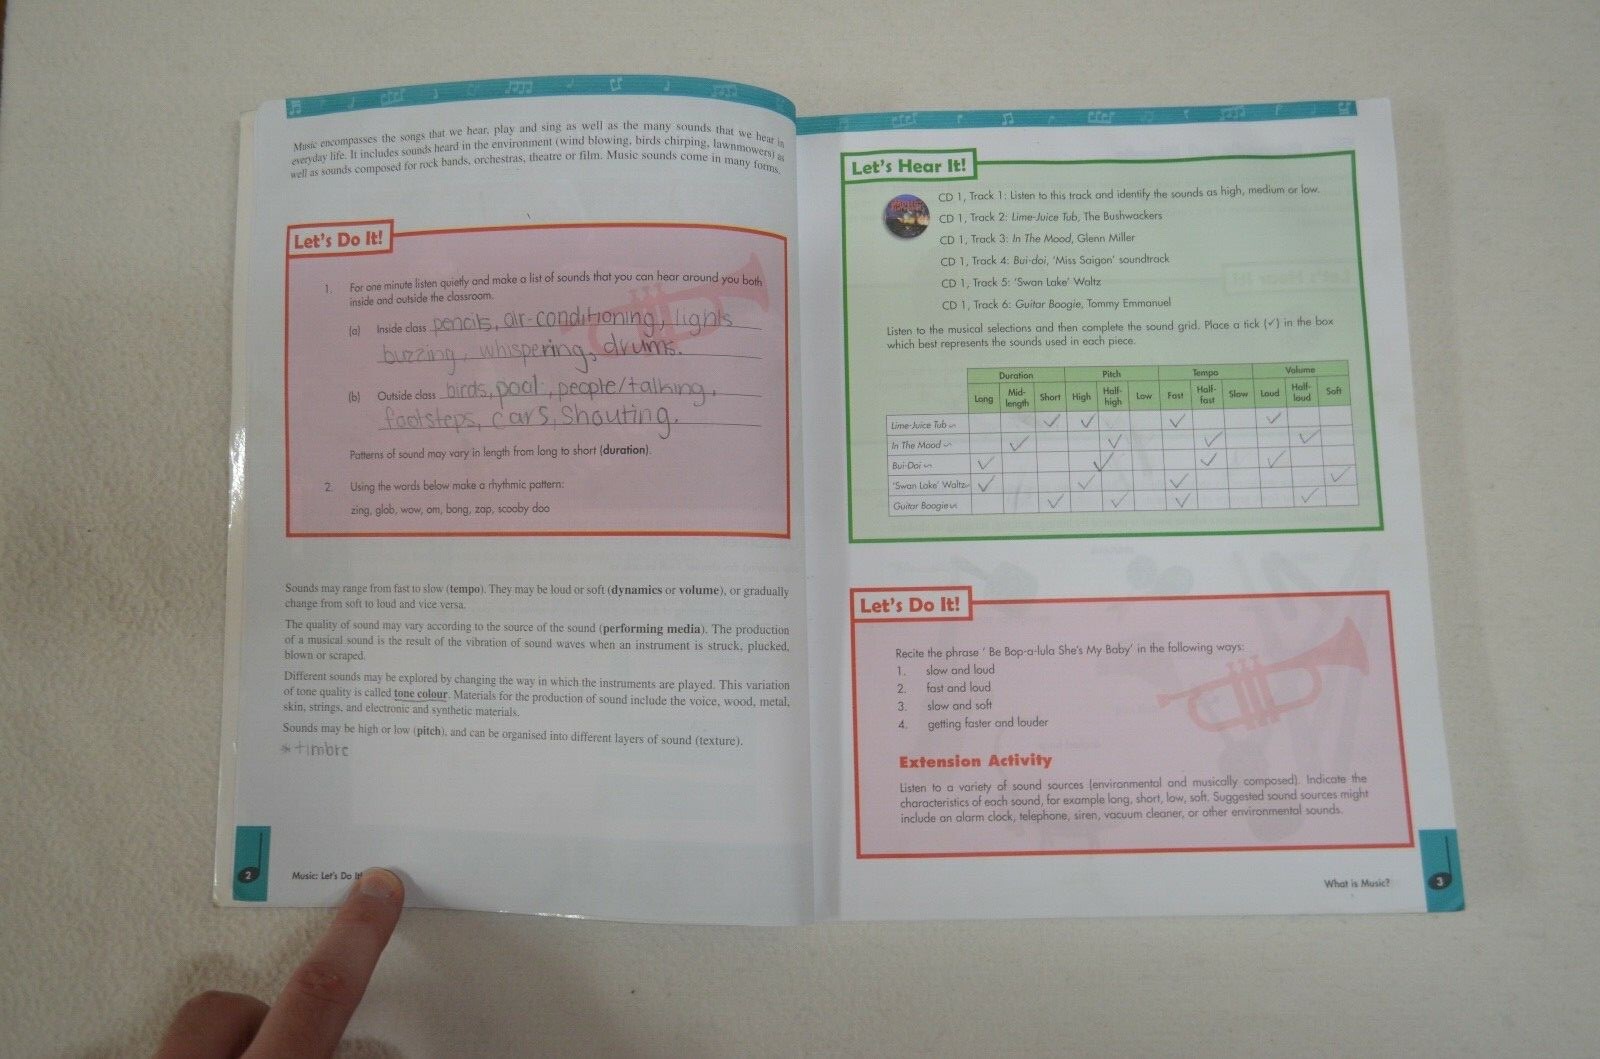 Music encompasses the songs that we hear, play and sing as well as the many sounds that we hear in
everyday life. It includes sounds heard in the environment (wind blowing, birds chirping, lawnmowers) as
well as sounds composed for rock bands, orchestras, theatre or film. Music sounds come in many forms.
Let's Do It!
1. For one minute listen quietly and make a list of sounds that you can hear around you both
inside and outside the classroom.
(a) Inside class pencils, air-conditioning, lights
buzzing, whispering, drums.
(b) Outside class birds, pool, people/talking,
footsteps, cars, shouting.
Patterns of sound may vary in length from long to short (duration).
2. Using the words below make a rhythmic pattern:
zing, glob, wow, om, bong, zap, scooby doo
Sounds may range from fast to slow (tempo). They may be loud or soft (dynamics or volume), or gradually
change from soft to loud and vice versa.
The quality of sound may vary according to the source of the sound (performing media). The production
of a musical sound is the result of the vibration of sound waves when an instrument is struck, plucked,
blown or scraped.
Different sounds may be explored by changing the way in which the instruments are played. This variation
of tone quality is called tone colour. Materials for the production of sound include the voice, wood, metal,
skin, strings, and electronic and synthetic materials.
Sounds may be high or low (pitch), and can be organised into different layers of sound (texture).
* timbre
2
Music: Let's Do It!
Let's Hear It!
CD 1, Track 1: Listen to this track and identify the sounds as high, medium or low.
CD 1, Track 2: Lime-Juice Tub, The Bushwackers
CD 1, Track 3: In The Mood, Glenn Miller
CD 1, Track 4: Bui-doi, 'Miss Saigon' soundtrack
CD 1, Track 5: 'Swan Lake' Waltz
CD 1, Track 6: Guitar Boogie, Tommy Emmanuel
Listen to the musical selections and then complete the sound grid. Place a tick (✓) in the box
which best represents the sounds used in each piece.
Duration Pitch Tempo Volume
Long Mid-length Short High Half-high Low Fast Half-fast Slow Loud Half-loud Soft
Lime-Juice Tub ✓ ✓ ✓ ✓
In The Mood ✓ ✓ ✓ ✓
Bui-Doi ✓ ✓ ✓ ✓
'Swan Lake' Waltz ✓ ✓ ✓ ✓
Guitar Boogie ✓ ✓ ✓ ✓
Let's Do It!
Recite the phrase ' Be Bop-a-lula She's My Baby' in the following ways:
1. slow and loud
2. fast and loud
3. slow and soft
4. getting faster and louder
Extension Activity
Listen to a variety of sound sources (environmental and musically composed). Indicate the
characteristics of each sound, for example long, short, low, soft. Suggested sound sources might
include an alarm clock, telephone, siren, vacuum cleaner, or other environmental sounds.
What is Music?
3